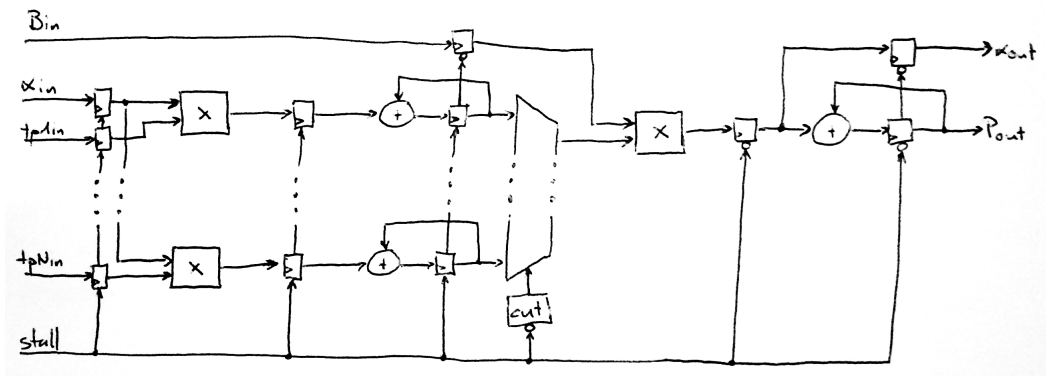 Bin
αout
αin
×
+
tp1in
×
+
Pout
tpNin
×
+
cnt
stall